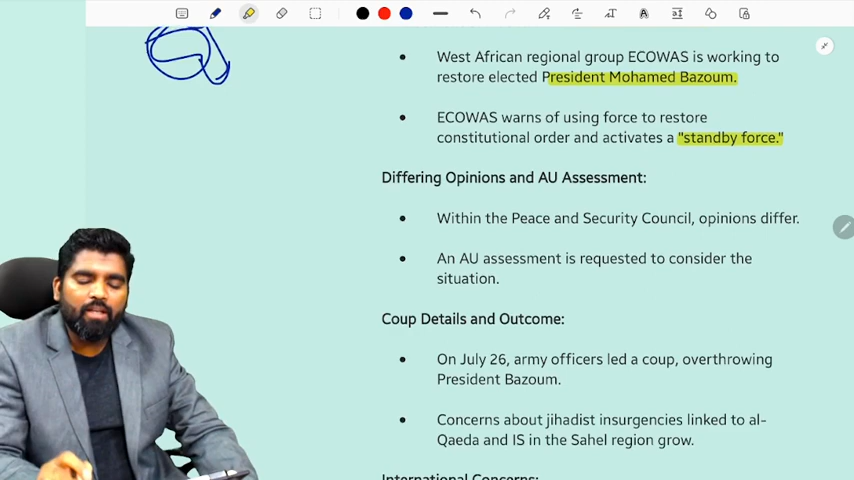 • West African regional group ECOWAS is working to
restore elected President Mohamed Bazoum.
• ECOWAS warns of using force to restore
constitutional order and activates a "standby force."
Differing Opinions and AU Assessment:
• Within the Peace and Security Council, opinions differ.
• An AU assessment is requested to consider the
situation.
Coup Details and Outcome:
• On July 26, army officers led a coup, overthrowing
President Bazoum.
• Concerns about jihadist insurgencies linked to al-
Qaeda and IS in the Sahel region grow.
International Concerns: